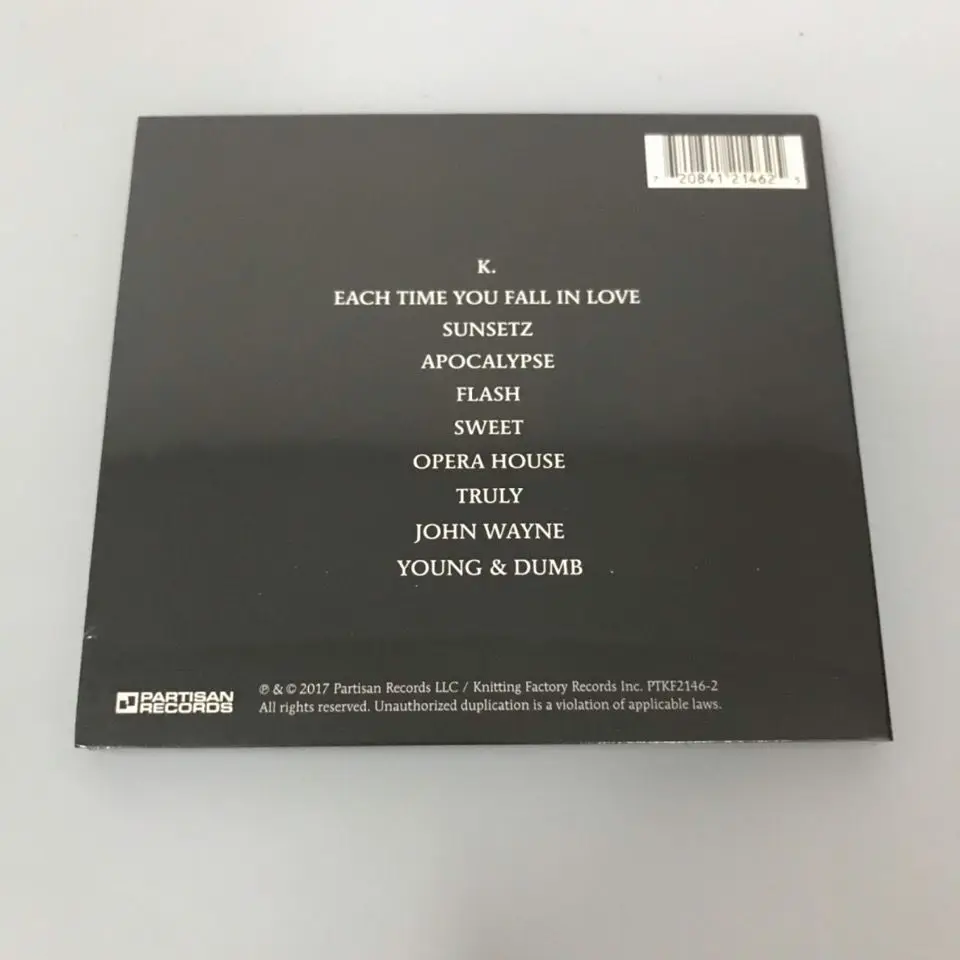 7 20841 21462 5
K.
EACH TIME YOU FALL IN LOVE
SUNSETZ
APOCALYPSE
FLASH
SWEET
OPERA HOUSE
TRULY
JOHN WAYNE
YOUNG & DUMB
PARTISAN
RECORDS
℗ & © 2017 Partisan Records LLC / Knitting Factory Records Inc. PTKF2146-2
All rights reserved. Unauthorized duplication is a violation of applicable laws.